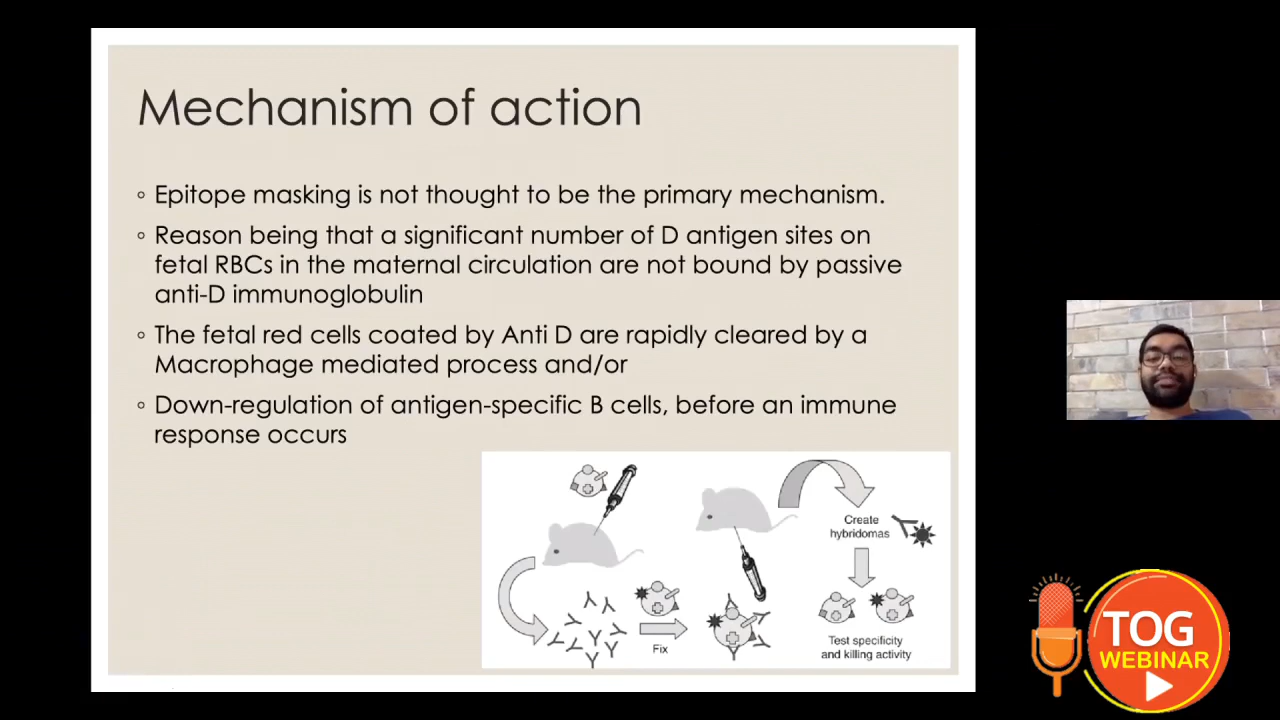 Mechanism of action
◦ Epitope masking is not thought to be the primary mechanism.
◦ Reason being that a significant number of D antigen sites on
fetal RBCs in the maternal circulation are not bound by passive
anti-D immunoglobulin
◦ The fetal red cells coated by Anti D are rapidly cleared by a
Macrophage mediated process and/or
◦ Down-regulation of antigen-specific B cells, before an immune
response occurs
Create
hybridomas
Fix
Test specificity
and killing activity
TOG
WEBINAR